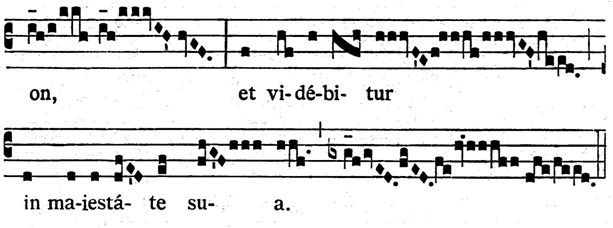 on, et vi-dé-bi- tur
in ma-iestá- te su- a.